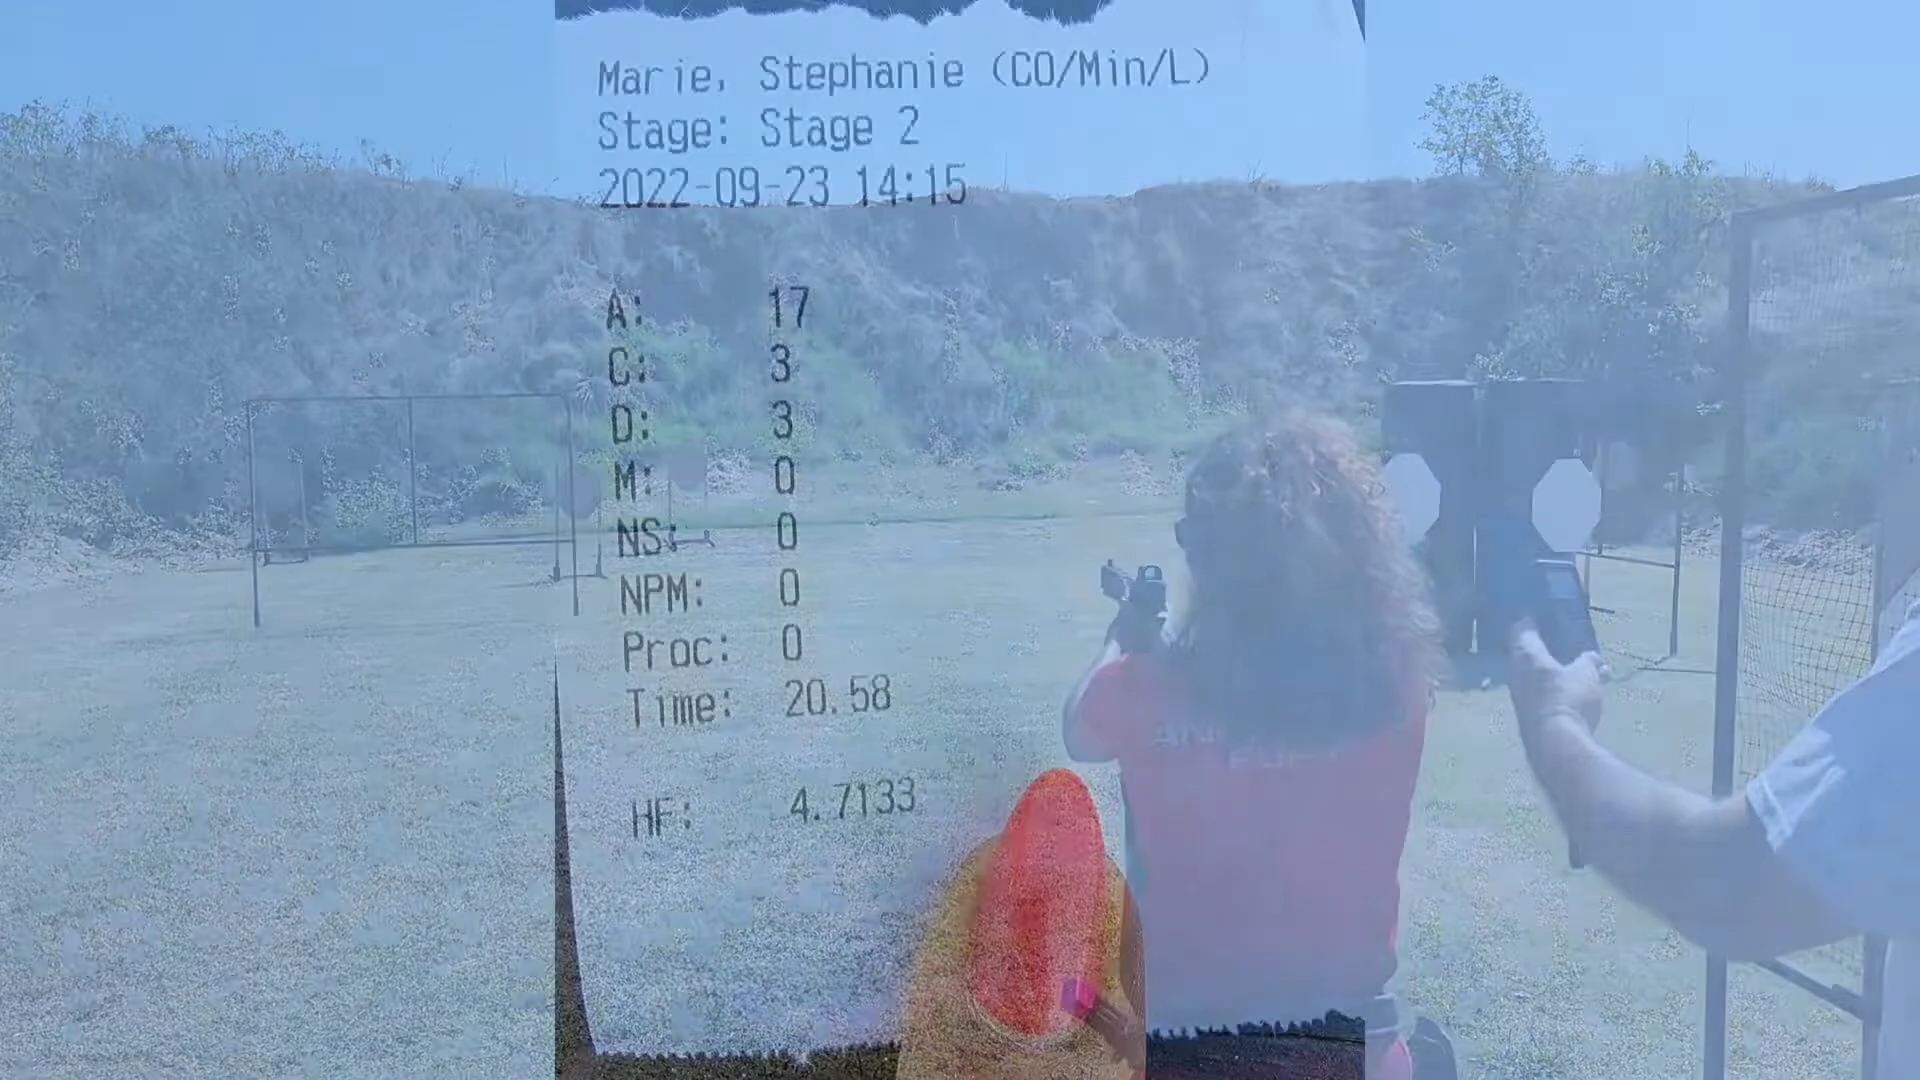 Marie, Stephanie (CO/Min/L)
Stage: Stage 2
2022-09-23 14:15
A: 17
C: 3
D: 3
M: 0
NS: 0
NPM: 0
Proc: 0
Time: 20.58
HF: 4.7133